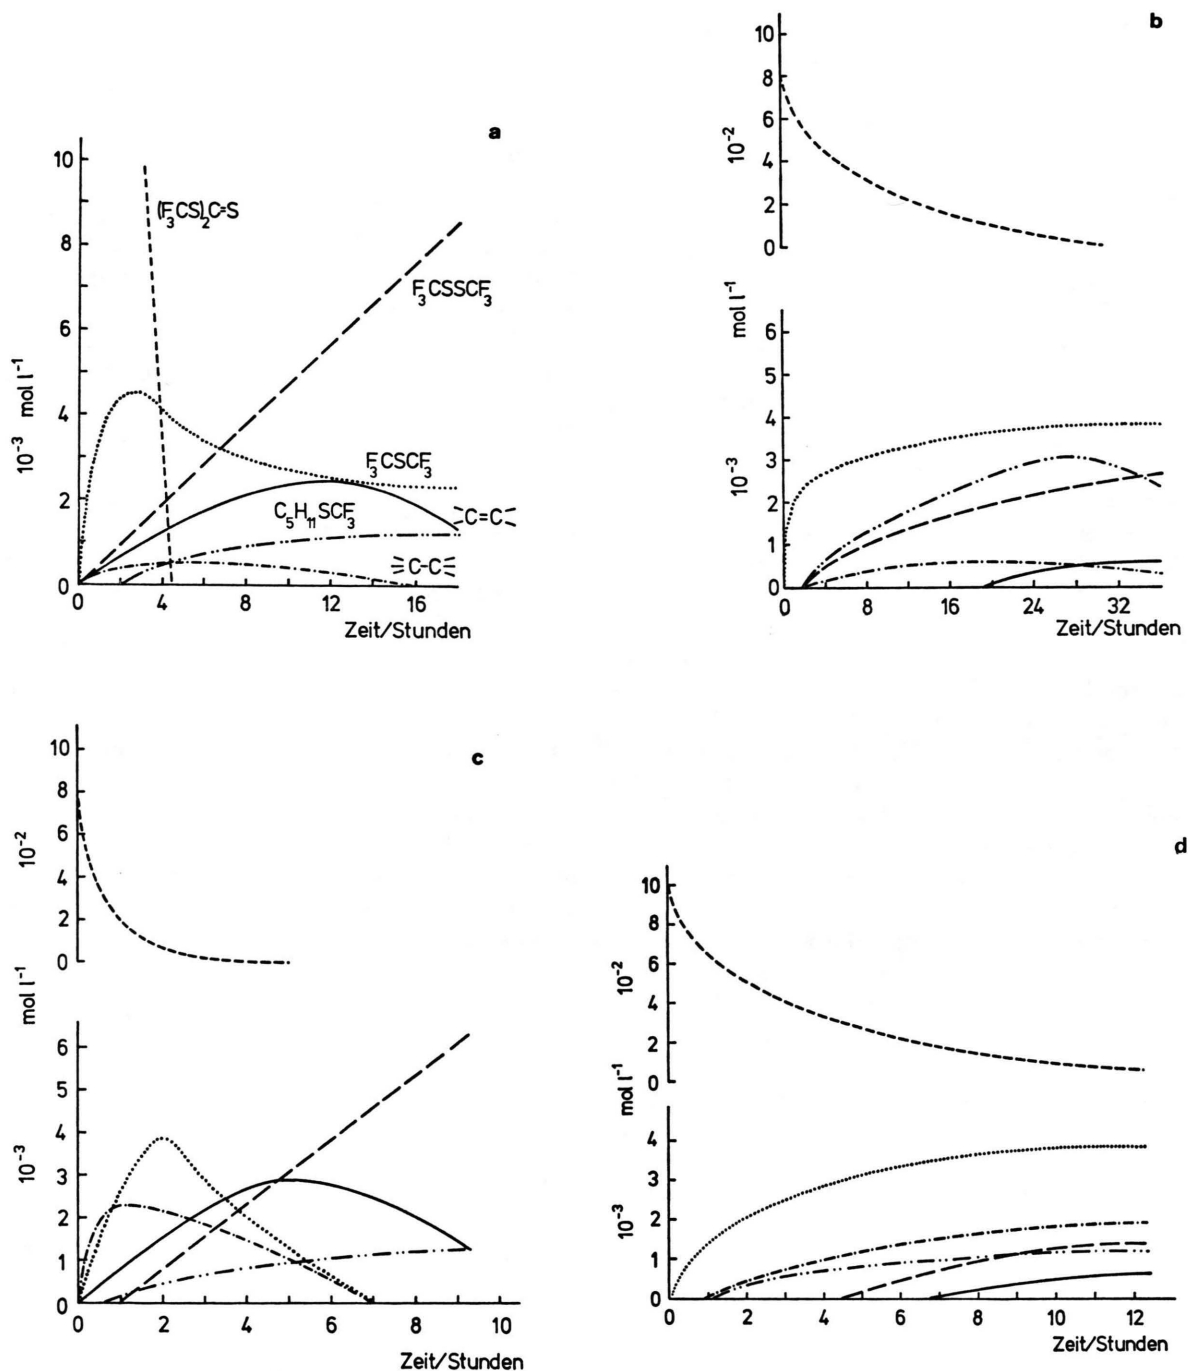 a
10
8
6
4
2
0
10⁻³ mol l⁻¹
(F₃CS)₂C=S
F₃CSSCF₃
F₃CSCF₃
C₅H₁₁SCF₃
C=C
C-C
0 4 8 12 16
Zeit/Stunden
b
10
8
6
4
2
0
10⁻²
mol l⁻¹
6
5
4
3
2
1
0
10⁻³
0 8 16 24 32
Zeit/Stunden
c
10
8
6
4
2
0
10⁻²
mol l⁻¹
6
5
4
3
2
1
0
10⁻³
0 2 4 6 8 10
Zeit/Stunden
d
10
8
6
4
2
0
10⁻²
mol l⁻¹
4
3
2
1
0
10⁻³
0 2 4 6 8 10 12
Zeit/Stunden